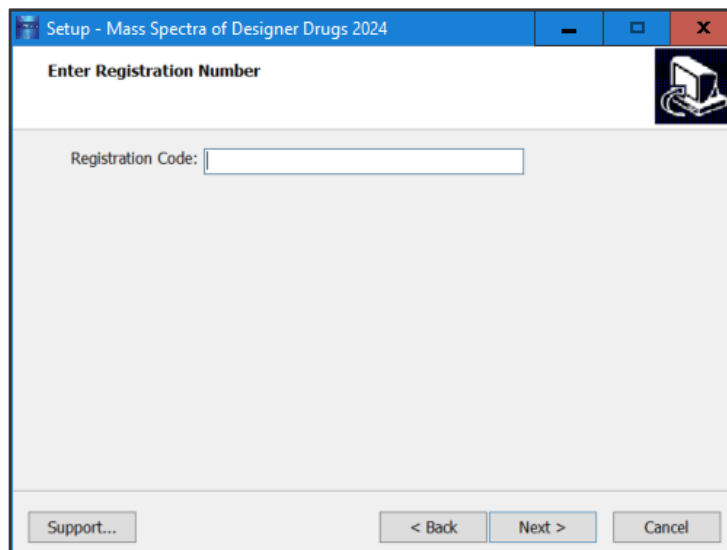 Setup - Mass Spectra of Designer Drugs 2024
Enter Registration Number
Registration Code:
Support...
< Back
Next >
Cancel